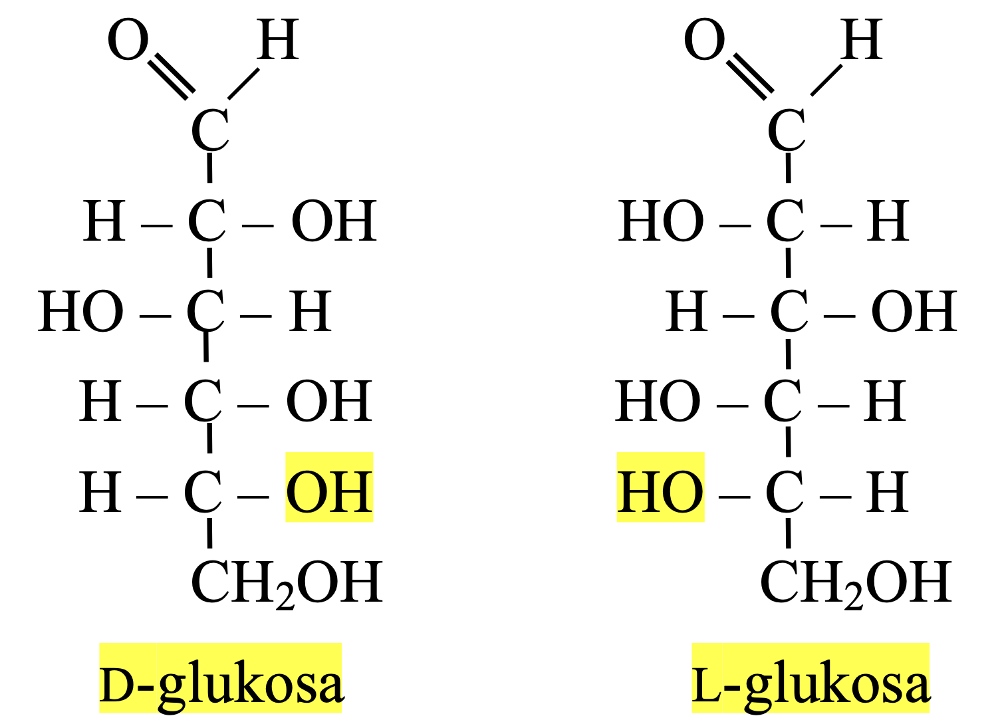 O H O H
C C
H – C – OH HO – C – H
HO – C – H H – C – OH
H – C – OH HO – C – H
H – C – OH HO – C – H
CH₂OH CH₂OH
D-glukosa L-glukosa